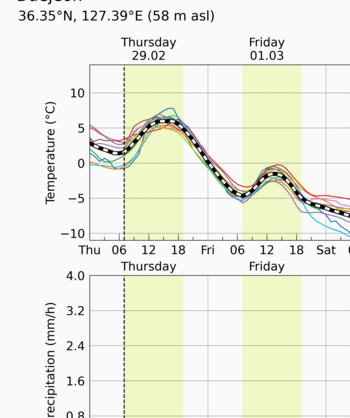 36.35°N, 127.39°E (58 m asl)
Thursday Friday
29.02 01.03
Temperature (°C)
10
5
0
−5
−10
Thu 06 12 18 Fri 06 12 18 Sat
Thursday Friday
4.0
3.2
2.4
1.6
0.8